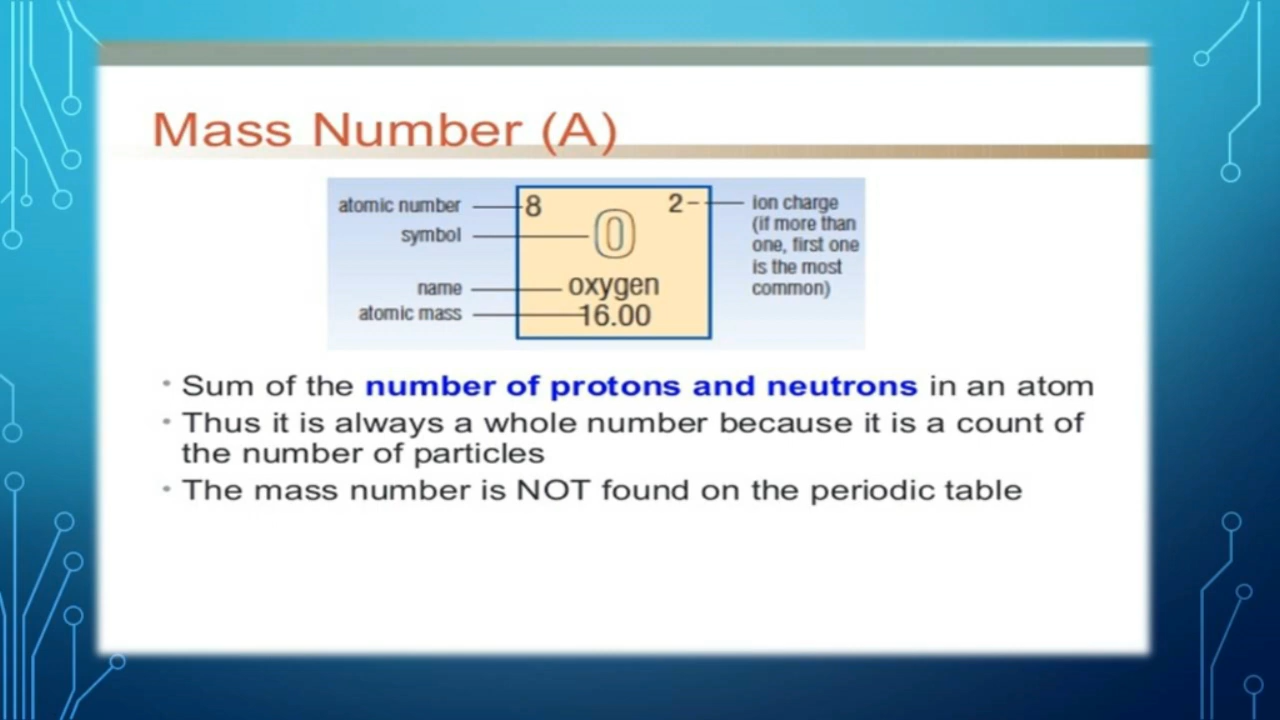 Mass Number (A)
atomic number
symbol
name
atomic mass
8
2-
O
oxygen
16.00
ion charge
(if more than
one, first one
is the most
common)
• Sum of the number of protons and neutrons in an atom
• Thus it is always a whole number because it is a count of
the number of particles
• The mass number is NOT found on the periodic table